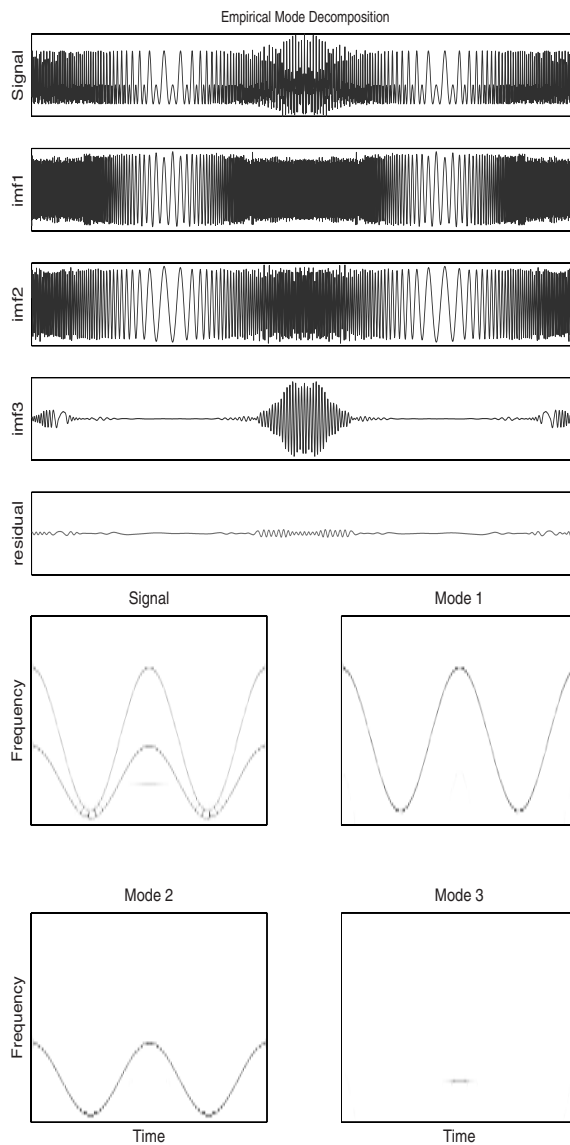 Empirical Mode Decomposition
Signal
imf1
imf2
imf3
residual
Signal
Mode 1
Frequency
Mode 2
Mode 3
Frequency
Time
Time